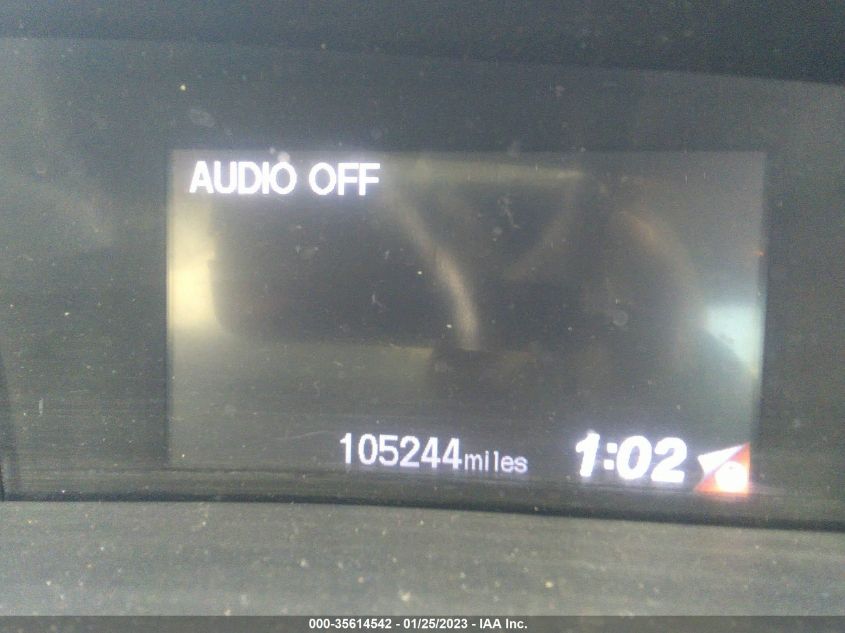 AUDIO OFF
105244miles 1:02
000-35614542 - 01/25/2023 - IAA Inc.